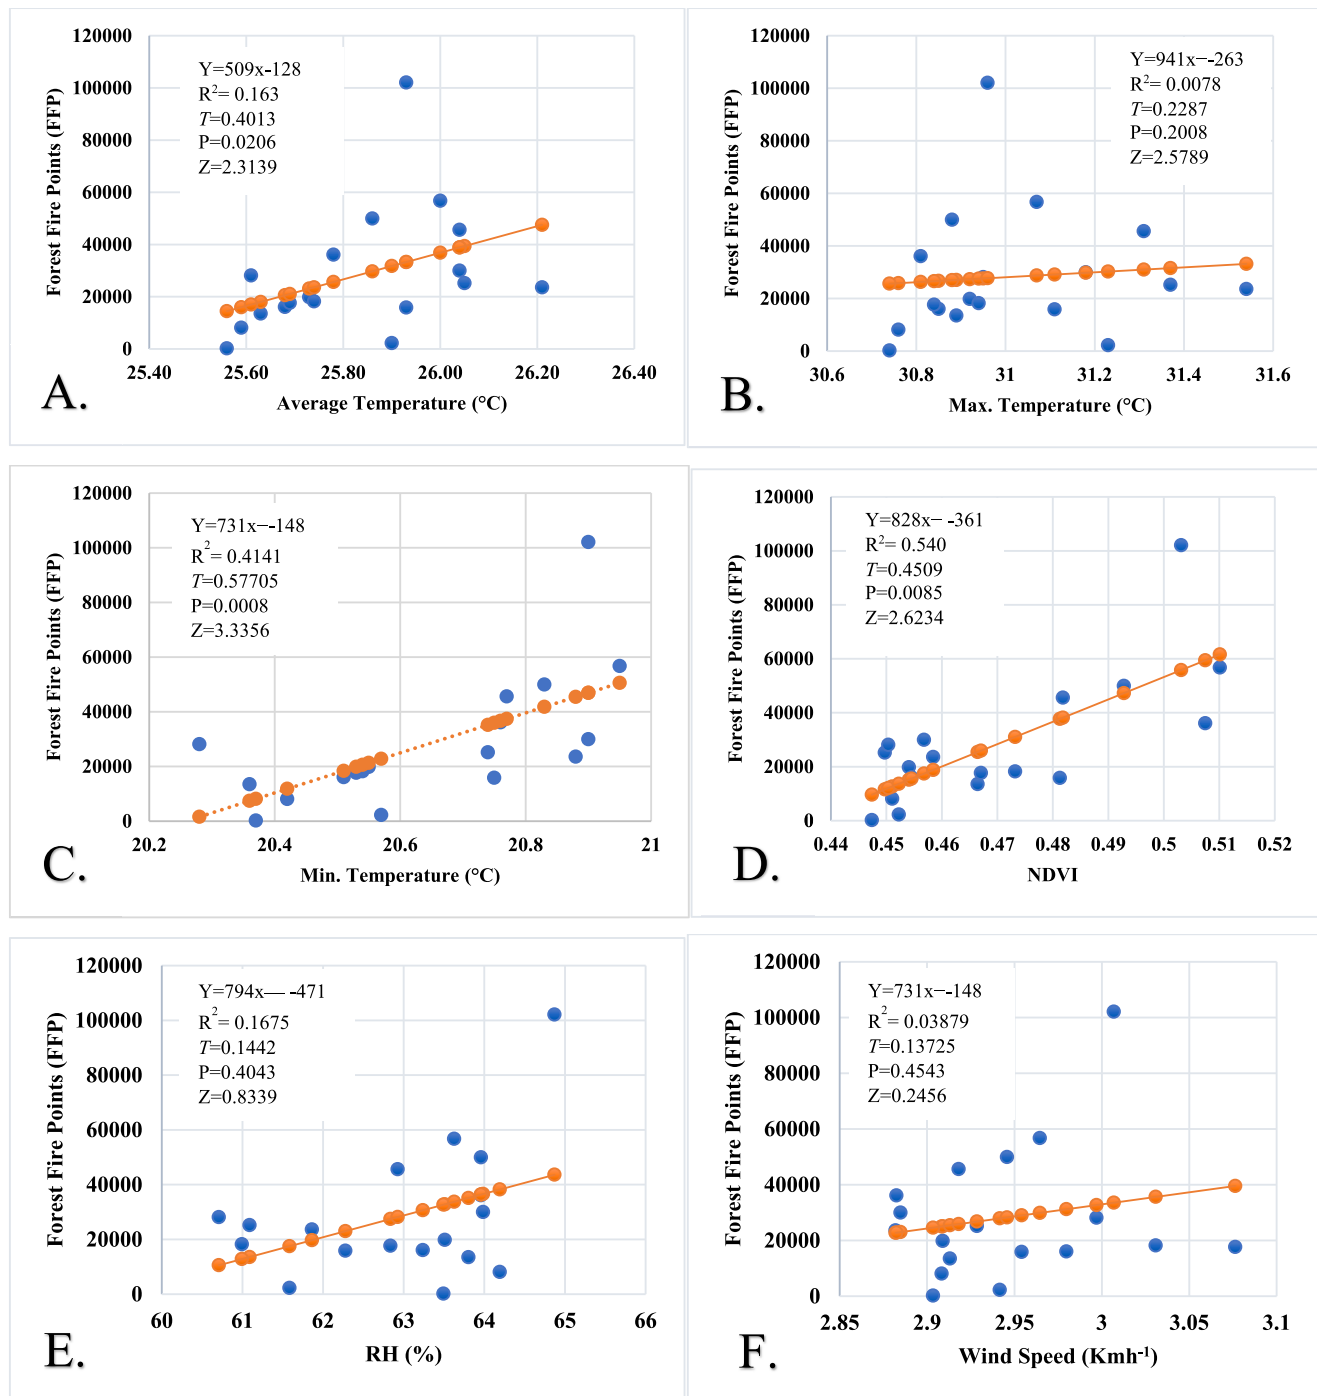 120000
100000
80000
60000
40000
20000
0
Forest Fire Points (FFP)
Y=509x-128
R²= 0.163
T=0.4013
P=0.0206
Z=2.3139
25.40 25.60 25.80 26.00 26.20 26.40
Average Temperature (°C)
A.
120000
100000
80000
60000
40000
20000
0
Forest Fire Points (FFP)
Y=941x−-263
R²= 0.0078
T=0.2287
P=0.2008
Z=2.5789
30.6 30.8 31 31.2 31.4 31.6
Max. Temperature (°C)
B.
120000
100000
80000
60000
40000
20000
0
Forest Fire Points (FFP)
Y=731x−-148
R²= 0.4141
T=0.57705
P=0.0008
Z=3.3356
20.2 20.4 20.6 20.8 21
Min. Temperature (°C)
C.
120000
100000
80000
60000
40000
20000
0
Forest Fire Points (FFP)
Y=828x− -361
R²= 0.540
T=0.4509
P=0.0085
Z=2.6234
0.44 0.45 0.46 0.47 0.48 0.49 0.5 0.51 0.52
NDVI
D.
120000
100000
80000
60000
40000
20000
0
Forest Fire Points (FFP)
Y=794x— -471
R²= 0.1675
T=0.1442
P=0.4043
Z=0.8339
60 61 62 63 64 65 66
RH (%)
E.
120000
100000
80000
60000
40000
20000
0
Forest Fire Points (FFP)
Y=731x−-148
R²= 0.03879
T=0.13725
P=0.4543
Z=0.2456
2.85 2.9 2.95 3 3.05 3.1
Wind Speed (Kmh⁻¹)
F.